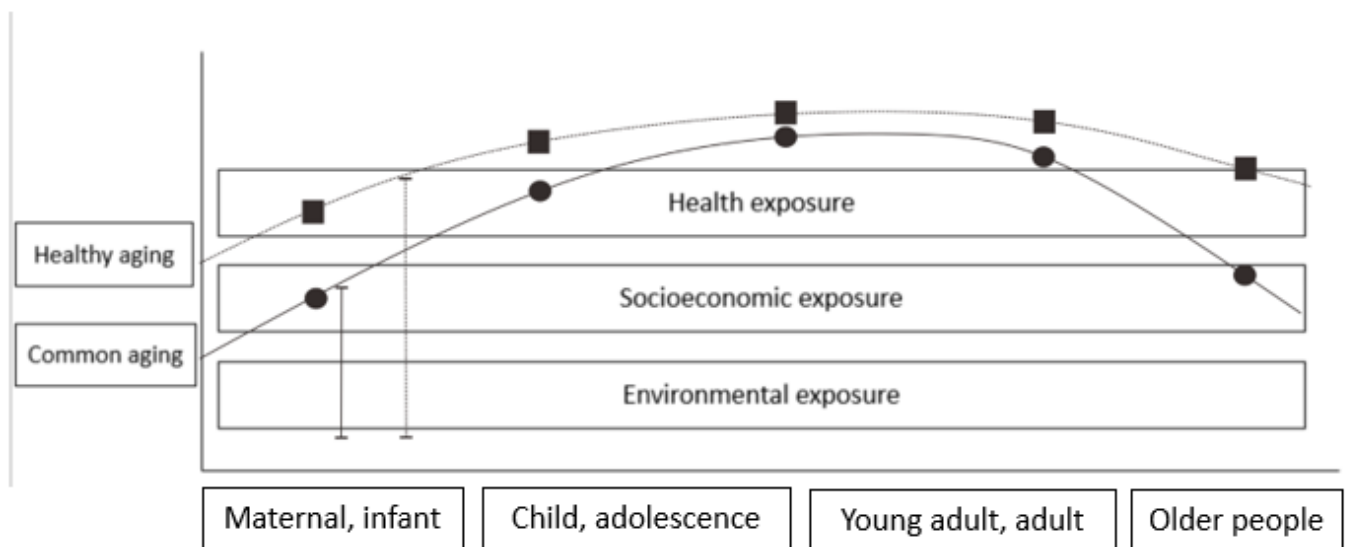 Health exposure
Healthy aging
Socioeconomic exposure
Common aging
Environmental exposure
Maternal, infant
Child, adolescence
Young adult, adult
Older people